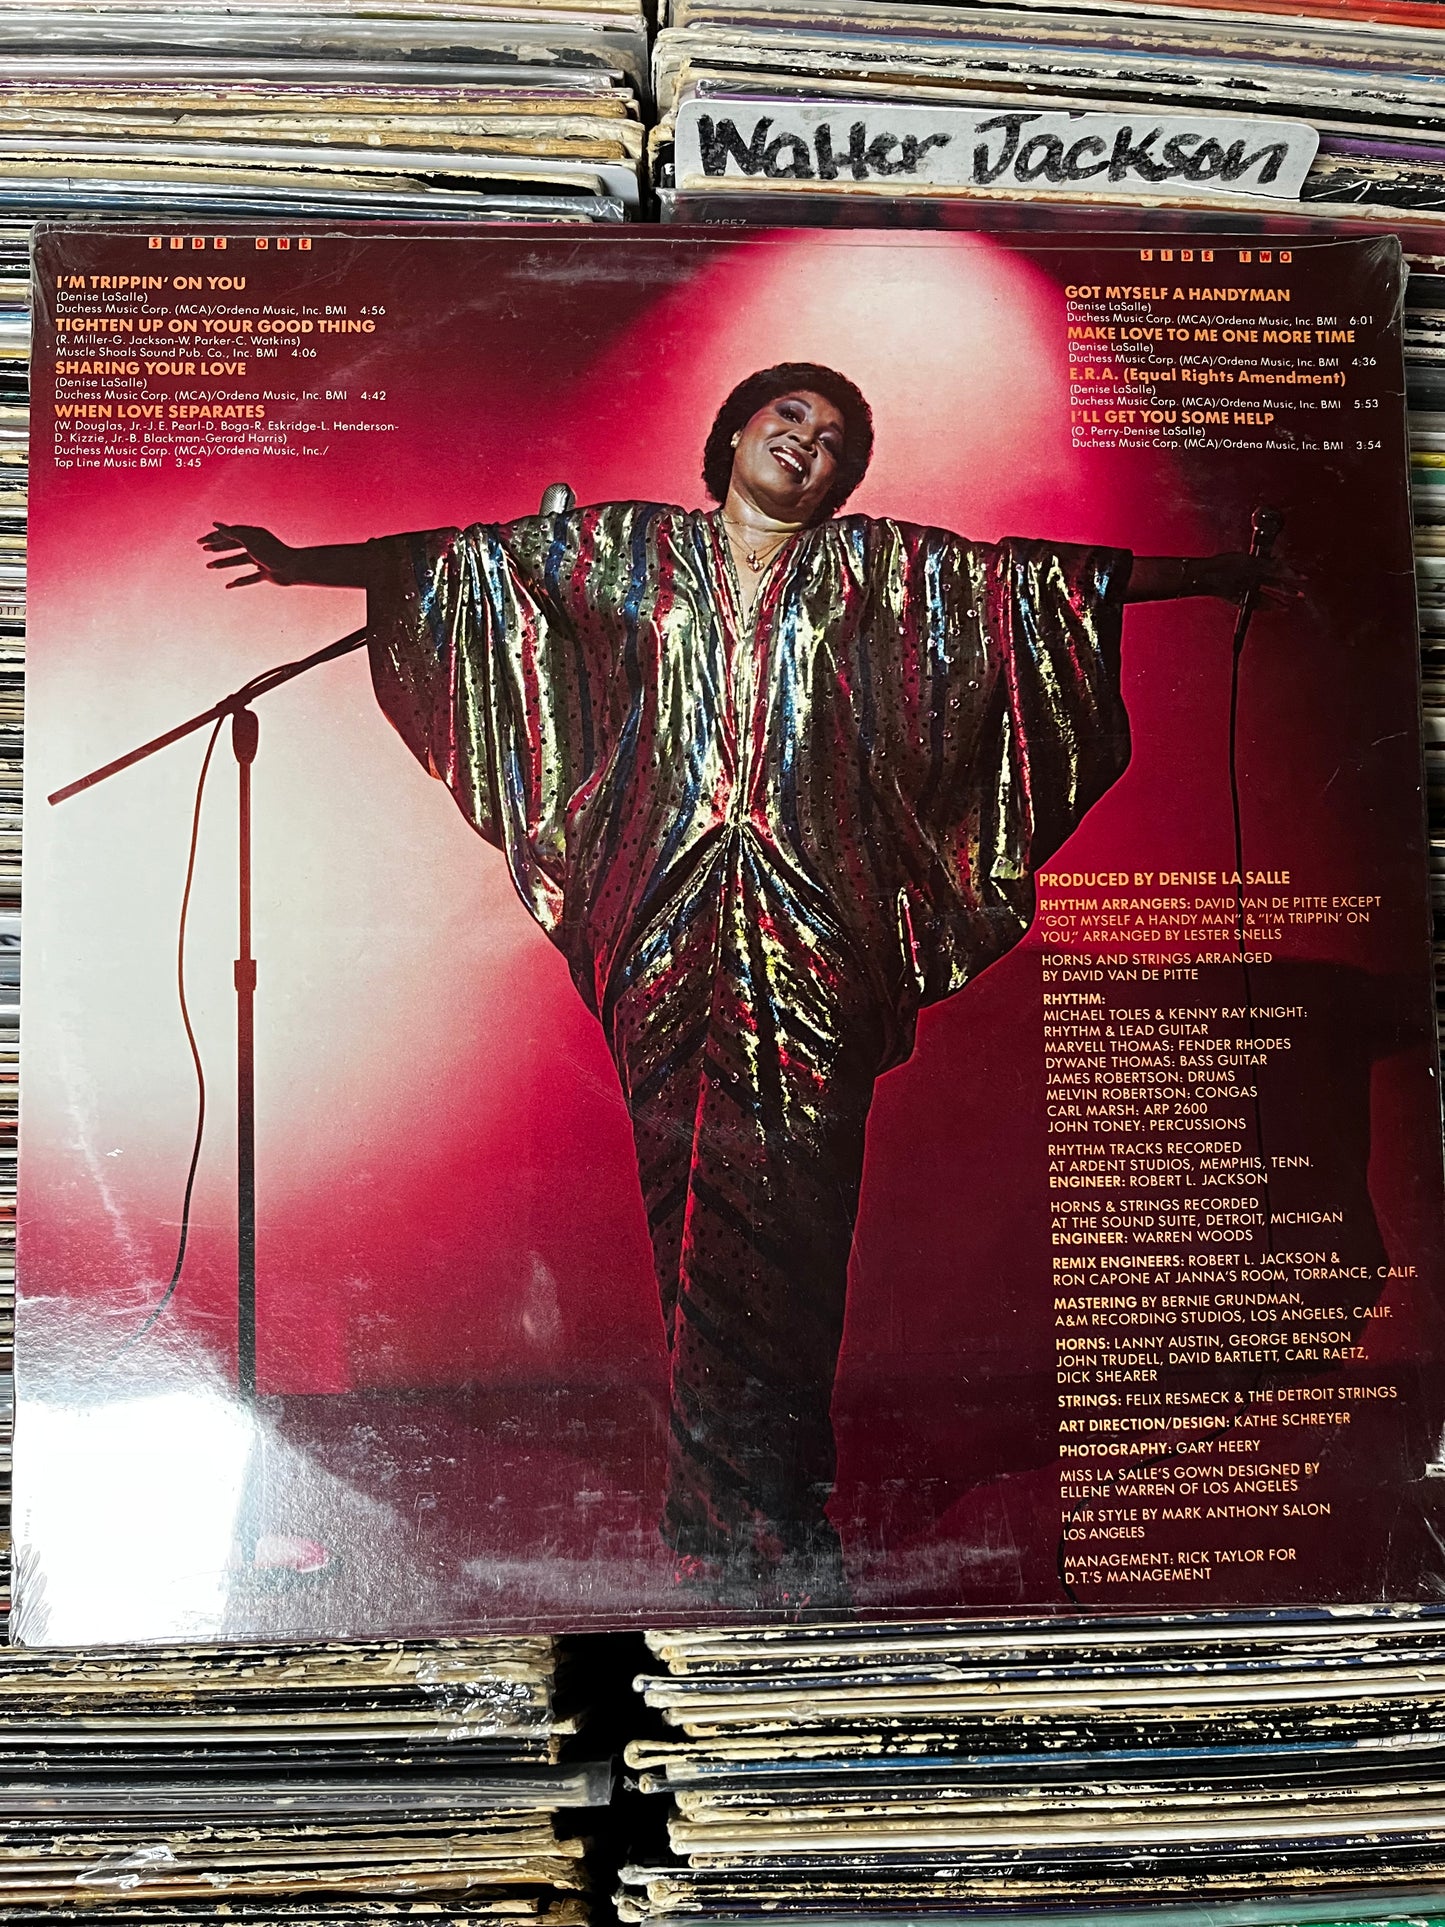 Walter Jackson
34657
SIDE ONE
I'M TRIPPIN' ON YOU
(Denise LaSalle)
Duchess Music Corp. (MCA)/Ordena Music, Inc. BMI 4:56
TIGHTEN UP ON YOUR GOOD THING
(R. Miller-G. Jackson-W. Parker-C. Watkins)
Muscle Shoals Sound Pub. Co., Inc. BMI 4:06
SHARING YOUR LOVE
(Denise LaSalle)
Duchess Music Corp. (MCA)/Ordena Music, Inc. BMI 4:42
WHEN LOVE SEPARATES
(W. Douglas, Jr.-J.E. Pearl-D. Boga-R. Eskridge-L. Henderson-
D. Kizzie, Jr.-B. Blackman-Gerard Harris)
Duchess Music Corp. (MCA)/Ordena Music, Inc./
Top Line Music BMI 3:45
SIDE TWO
GOT MYSELF A HANDYMAN
(Denise LaSalle)
Duchess Music Corp. (MCA)/Ordena Music, Inc. BMI 6:01
MAKE LOVE TO ME ONE MORE TIME
(Denise LaSalle)
Duchess Music Corp. (MCA)/Ordena Music, Inc. BMI 4:36
E.R.A. (Equal Rights Amendment)
(Denise LaSalle)
Duchess Music Corp. (MCA)/Ordena Music, Inc. BMI 5:53
I'LL GET YOU SOME HELP
(O. Perry-Denise LaSalle)
Duchess Music Corp. (MCA)/Ordena Music, Inc. BMI 3:54
PRODUCED BY DENISE LA SALLE
RHYTHM ARRANGERS: DAVID VAN DE PITTE EXCEPT
"GOT MYSELF A HANDY MAN" & "I'M TRIPPIN' ON
YOU," ARRANGED BY LESTER SNELLS
HORNS AND STRINGS ARRANGED
BY DAVID VAN DE PITTE
RHYTHM:
MICHAEL TOLES & KENNY RAY KNIGHT:
RHYTHM & LEAD GUITAR
MARVELL THOMAS: FENDER RHODES
DYWANE THOMAS: BASS GUITAR
JAMES ROBERTSON: DRUMS
MELVIN ROBERTSON: CONGAS
CARL MARSH: ARP 2600
JOHN TONEY: PERCUSSIONS
RHYTHM TRACKS RECORDED
AT ARDENT STUDIOS, MEMPHIS, TENN.
ENGINEER: ROBERT L. JACKSON
HORNS & STRINGS RECORDED
AT THE SOUND SUITE, DETROIT, MICHIGAN
ENGINEER: WARREN WOODS
REMIX ENGINEERS: ROBERT L. JACKSON &
RON CAPONE AT JANNA'S ROOM, TORRANCE, CALIF.
MASTERING BY BERNIE GRUNDMAN,
A&M RECORDING STUDIOS, LOS ANGELES, CALIF.
HORNS: LANNY AUSTIN, GEORGE BENSON
JOHN TRUDELL, DAVID BARTLETT, CARL RAETZ,
DICK SHEARER
STRINGS: FELIX RESMECK & THE DETROIT STRINGS
ART DIRECTION/DESIGN: KATHE SCHREYER
PHOTOGRAPHY: GARY HEERY
MISS LA SALLE'S GOWN DESIGNED BY
ELLENE WARREN OF LOS ANGELES
HAIR STYLE BY MARK ANTHONY SALON
LOS ANGELES
MANAGEMENT: RICK TAYLOR FOR
D.T.'S MANAGEMENT